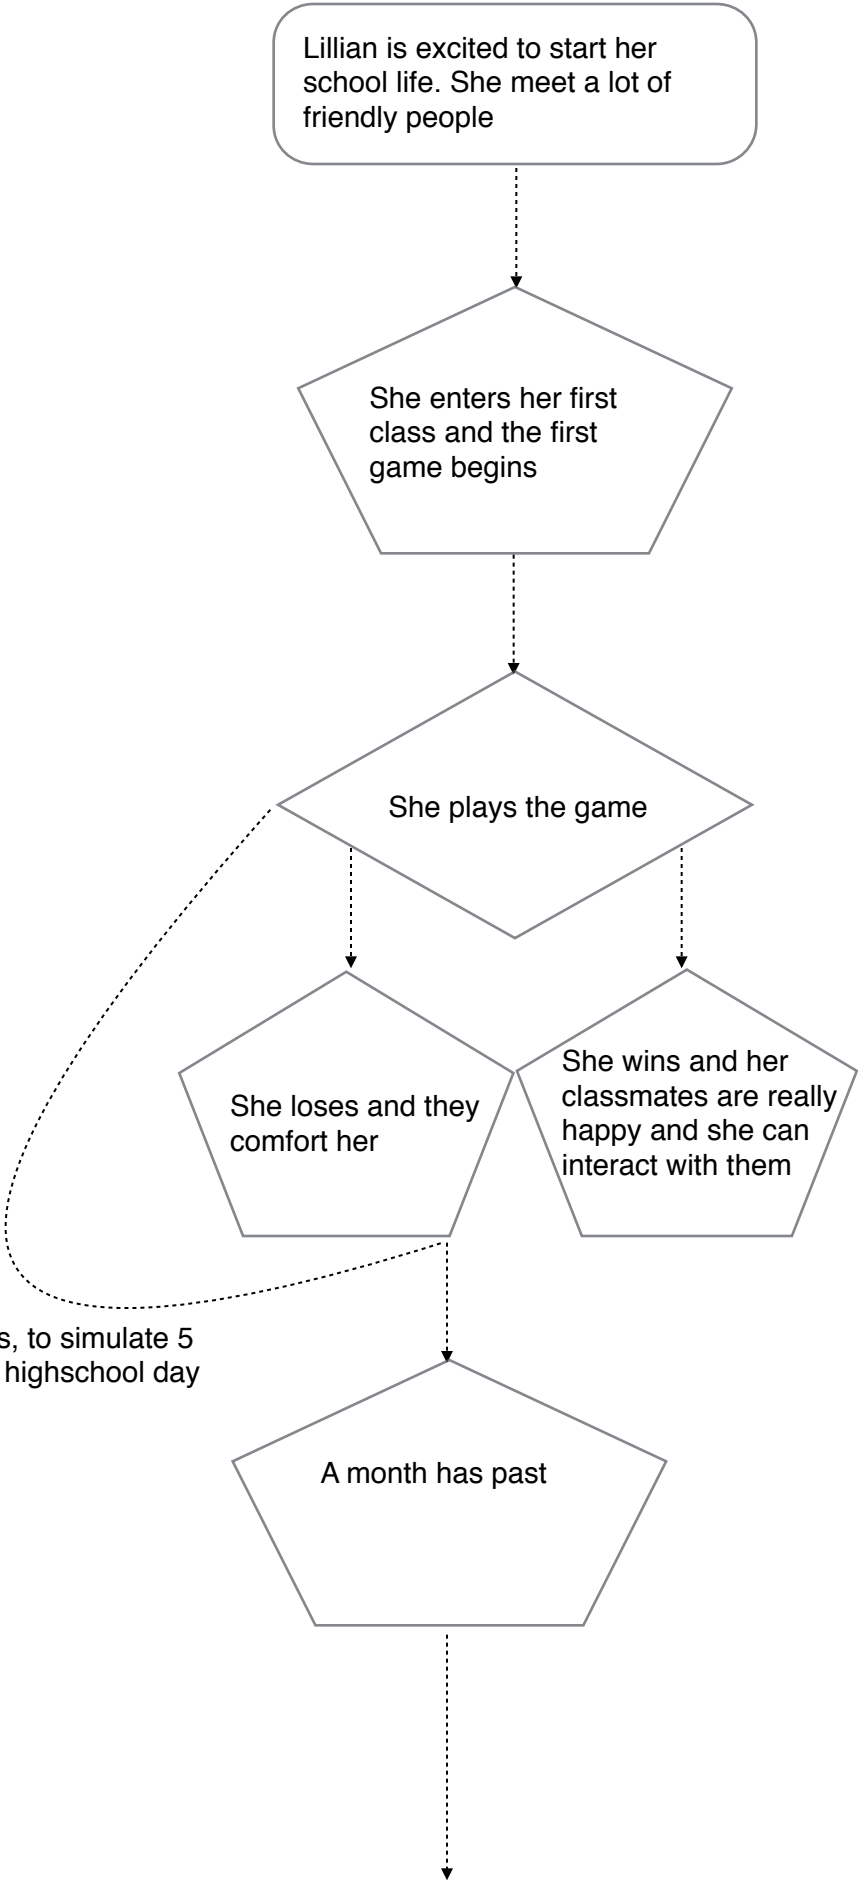 Lillian is excited to start her
school life. She meet a lot of
friendly people
She enters her first
class and the first
game begins
She plays the game
She loses and they
comfort her
She wins and her
classmates are really
happy and she can
interact with them
to simulate 5
highschool day
A month has past